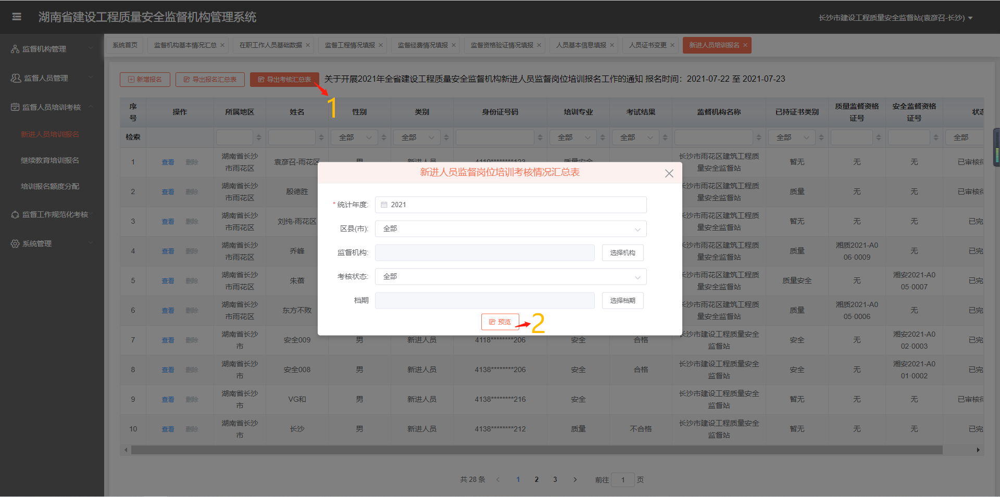 湖南省建设工程质量安全监督机构管理系统
长沙市建设工程质量安全监督站(袁彦召-长沙)
监督机构管理
监督人员管理
监督人员培训考核
新进人员培训报名
继续教育培训报名
培训报名额度分配
监督工作规范化考核
系统管理
系统首页 监督机构基本情况汇总 在职工作人员基础数据 监督工程情况填报 监督经费情况填报 监督资格验证情况填报 人员基本信息填报 人员证书变更 新进人员培训报名
新增报名 导出报名汇总表 导出考核汇总表 关于开展2021年全省建设工程质量安全监督机构新进人员监督岗位培训报名工作的通知 报名时间：2021-07-22 至 2021-07-23
1
序号 操作 所属地区 姓名 性别 类别 身份证号码 培训专业 考试结果 监督机构名称 已持证书类别 质量监督资格证号 安全监督资格证号 状态
检索 全部 全部 全部 全部 全部 全部
1 查看 删除 湖南省长沙市雨花区 袁彦召-雨花区 男 新进人员 4110********123 质量安全 长沙市雨花区建筑工程质量安全监督站 暂无 无 无 已审核待
2 查看 删除 湖南省长沙市雨花区 殷德胜 长沙市雨花区建筑工程质量安全监督站 质量 无 无 已审核待
3 查看 删除 湖南省长沙市雨花区 刘纯-雨花区 长沙市雨花区建筑工程质量安全监督站 暂无 无 无 已完
4 查看 删除 湖南省长沙市雨花区 乔峰 长沙市雨花区建筑工程质量安全监督站 质量 湘质2021-A006·0009 无 已完
5 查看 删除 湖南省长沙市雨花区 朱蓓 长沙市雨花区建筑工程质量安全监督站 质量安全 无 湘安2021-A005·0007 已完
6 查看 删除 湖南省长沙市雨花区 东方不败 长沙市雨花区建筑工程质量安全监督站 质量 湘质2021-A005·0006 无 已完
7 查看 删除 湖南省长沙市 安全009 男 新进人员 4118********206 安全 合格 长沙市建设工程质量安全监督站 安全 无 湘安2021-A002·0003 已完
8 查看 删除 湖南省长沙市 安全008 男 新进人员 4138********206 安全 合格 长沙市建设工程质量安全监督站 安全 无 湘安2021-A001·0002 已完
9 查看 删除 湖南省长沙市 VG和 男 新进人员 4138********216 安全 长沙市建设工程质量安全监督站 暂无 无 无 已审核待
10 查看 删除 湖南省长沙市 长沙 男 新进人员 4138********212 质量 不合格 长沙市建设工程质量安全监督站 暂无 无 无 已完
新进人员监督岗位培训考核情况汇总表
* 统计年度: 2021
区县(市): 全部
监督机构: 选择机构
考核状态: 全部
档期 选择档期
预览 2
共 28 条 1 2 3 前往 1 页